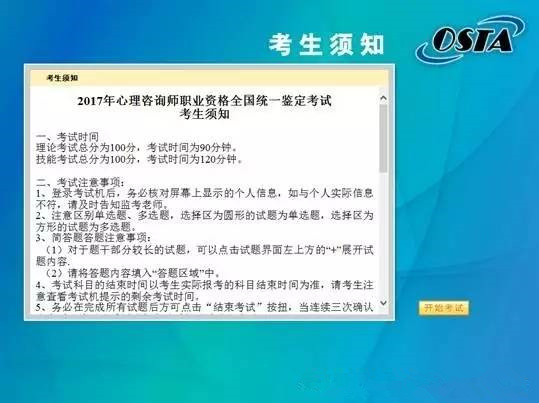 考生须知
OSTA
考生须知
2017年心理咨询师职业资格全国统一鉴定考试
考生须知
一、考试时间
理论考试总分为100分，考试时间为90分钟。
技能考试总分为100分，考试时间为120分钟。
二、考试注意事项：
1、登录考试机后，务必核对屏幕上显示的个人信息，如与个人实际信息
不符，请及时告知监考老师。
2、注意区别单选题、多选题，选择区为圆形的试题为单选题，选择区为
方形的试题为多选题。
3、简答题答题注意事项：
（1）对于题干部分较长的试题，可以点击试题界面左上方的“+”展开试
题内容.
（2）请将答题内容填入“答题区域”中。
4、考试科目的结束时间以考生实际报考的科目结束时间为准，请考生注
意查看考试机提示的剩余考试时间。
5、务必在完成所有试题后方可点击“结束考试”按扭，当连续三次确认
开始考试